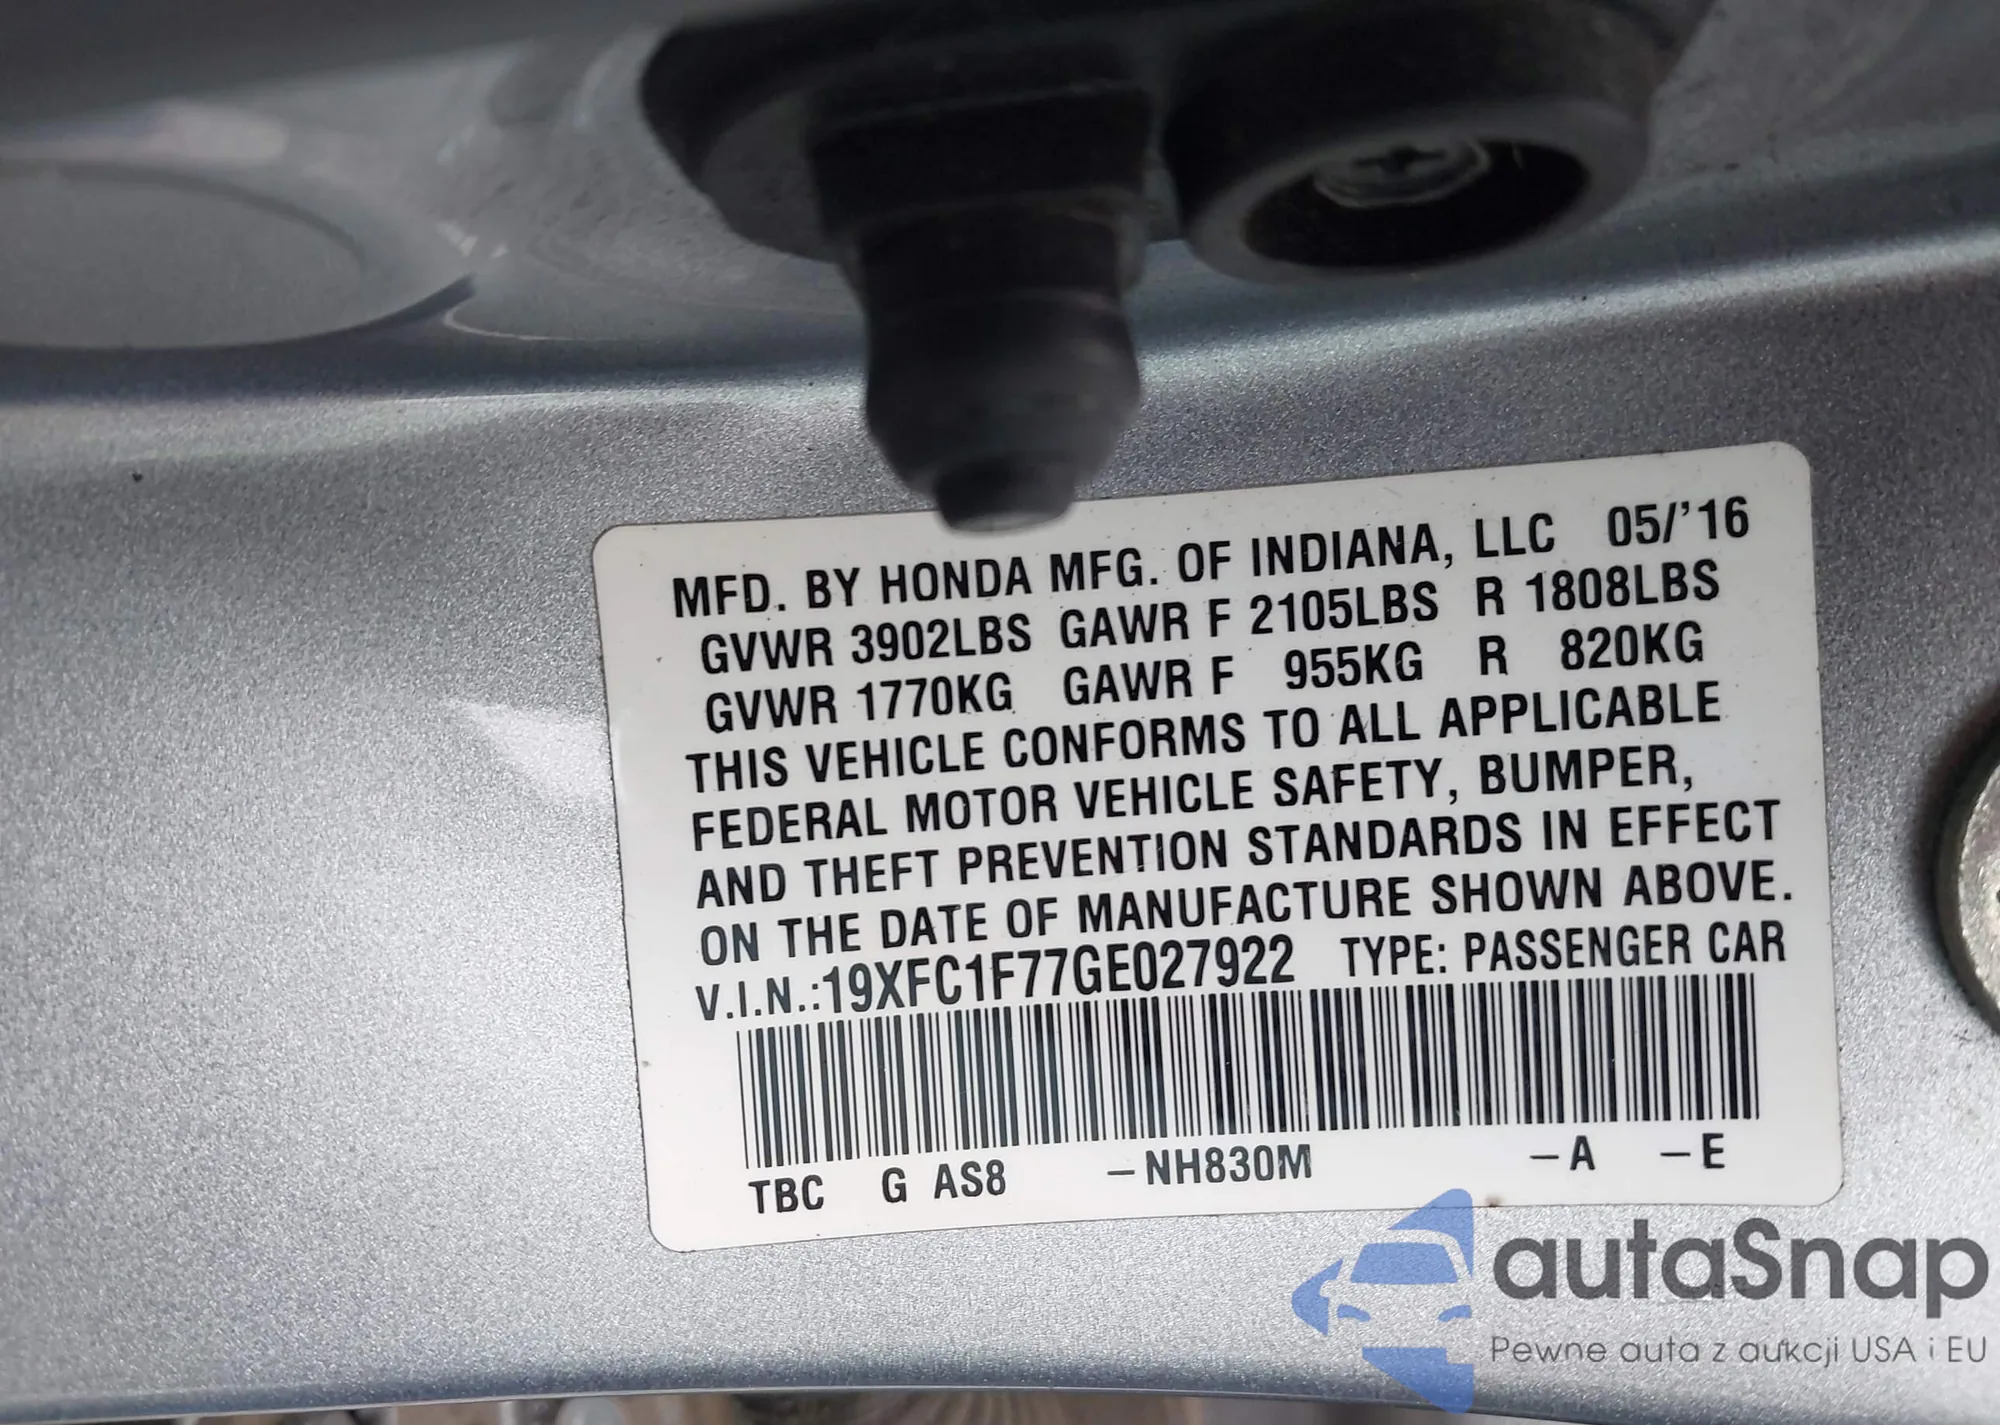 MFD. BY HONDA MFG. OF INDIANA, LLC 05/'16
GVWR 3902LBS GAWR F 2105LBS R 1808LBS
GVWR 1770KG GAWR F 955KG R 820KG
THIS VEHICLE CONFORMS TO ALL APPLICABLE
FEDERAL MOTOR VEHICLE SAFETY, BUMPER,
AND THEFT PREVENTION STANDARDS IN EFFECT
ON THE DATE OF MANUFACTURE SHOWN ABOVE.
V.I.N.:19XFC1F77GE027922 TYPE: PASSENGER CAR
TBC G AS8 –NH830M –A –E
autaSnap
Pewne auta z aukcji USA i EU